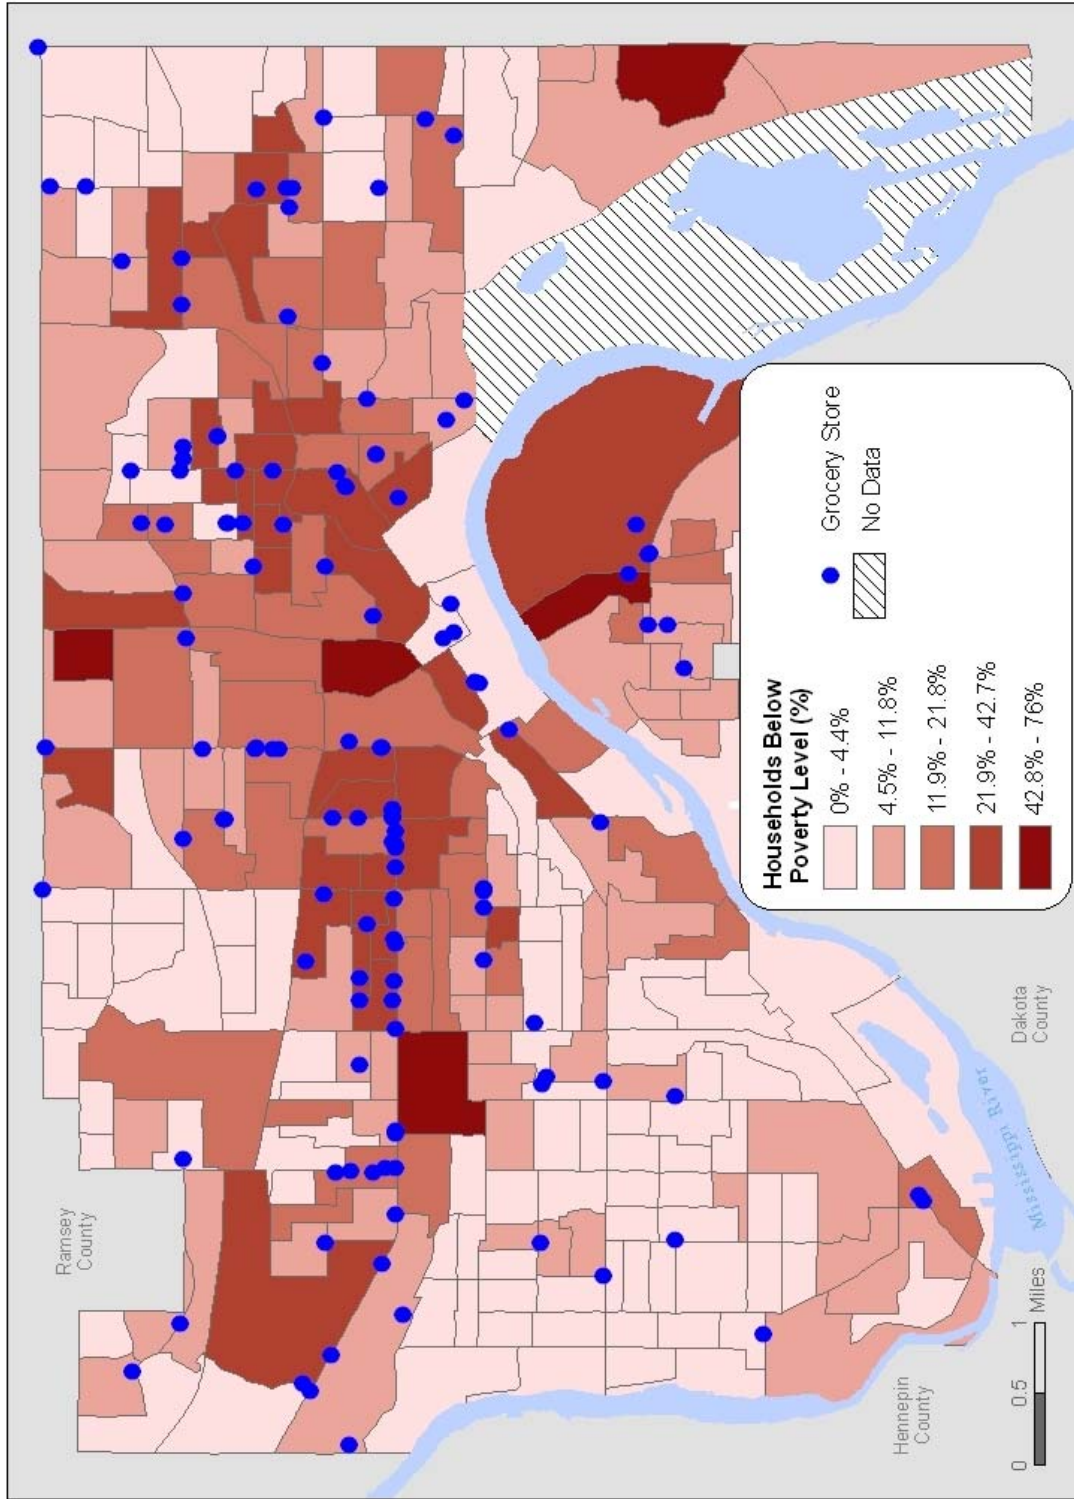 Ramsey
County
Hennepin
County
Mississippi River
Dakota
County
0 0.5 1 Miles
Households Below
Poverty Level (%)
0% - 4.4%
4.5% - 11.8%
11.9% - 21.8%
21.9% - 42.7%
42.8% - 76%
Grocery Store
No Data